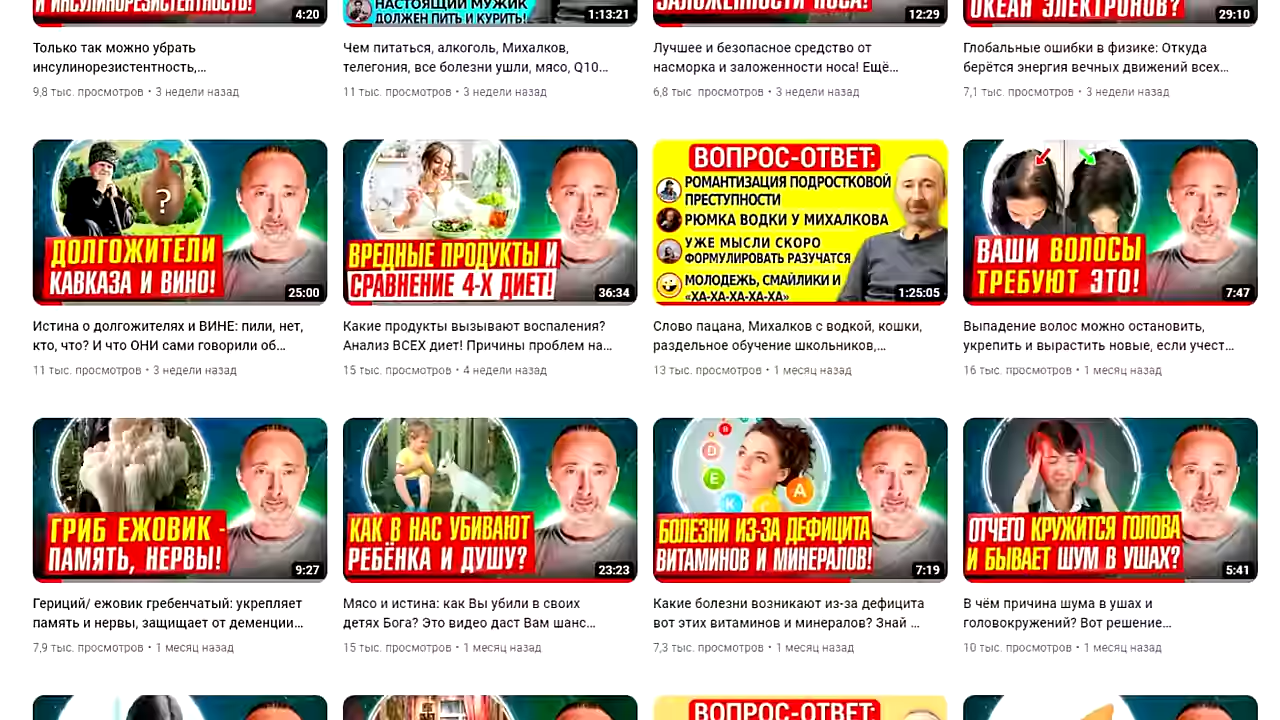 И ИНСУЛИНОРЕЗИСТЕНТНОСТЬ!
4:20
НАСТОЯЩИЙ МУЖИК
ДОЛЖЕН ПИТЬ И КУРИТЬ!
1:13:21
ЗАЛОЖЕННОСТИ НОСА!
12:29
ОКЕАН ЭЛЕКТРОНОВ?
29:10
Только так можно убрать
инсулинорезистентность,...
9,8 тыс. просмотров • 3 недели назад
Чем питаться, алкоголь, Михалков,
телегония, все болезни ушли, мясо, Q10...
11 тыс. просмотров • 3 недели назад
Лучшее и безопасное средство от
насморка и заложенности носа! Ещё...
6,8 тыс. просмотров • 3 недели назад
Глобальные ошибки в физике: Откуда
берётся энергия вечных движений всех...
7,1 тыс. просмотров • 3 недели назад
?
ДОЛГОЖИТЕЛИ
КАВКАЗА И ВИНО!
25:00
ВРЕДНЫЕ ПРОДУКТЫ И
СРАВНЕНИЕ 4-Х ДИЕТ!
36:34
ВОПРОС-ОТВЕТ:
РОМАНТИЗАЦИЯ ПОДРОСТКОВОЙ
ПРЕСТУПНОСТИ
РЮМКА ВОДКИ У МИХАЛКОВА
УЖЕ МЫСЛИ СКОРО
ФОРМУЛИРОВАТЬ РАЗУЧАТСЯ
МОЛОДЕЖЬ, СМАЙЛИКИ И
«ХА-ХА-ХА-ХА-ХА»
1:25:05
ВАШИ ВОЛОСЫ
ТРЕБУЮТ ЭТО!
7:47
Истина о долгожителях и ВИНЕ: пили, нет,
кто, что? И что ОНИ сами говорили об...
11 тыс. просмотров • 3 недели назад
Какие продукты вызывают воспаления?
Анализ ВСЕХ диет! Причины проблем на...
15 тыс. просмотров • 4 недели назад
Слово пацана, Михалков с водкой, кошки,
раздельное обучение школьников,...
13 тыс. просмотров • 1 месяц назад
Выпадение волос можно остановить,
укрепить и вырастить новые, если учест...
16 тыс. просмотров • 1 месяц назад
ГРИБ ЕЖОВИК -
ПАМЯТЬ, НЕРВЫ!
9:27
КАК В НАС УБИВАЮТ
РЕБЁНКА И ДУШУ?
23:23
B
D
E
K
C
A
БОЛЕЗНИ ИЗ-ЗА ДЕФИЦИТА
ВИТАМИНОВ И МИНЕРАЛОВ!
7:19
ОТЧЕГО КРУЖИТСЯ ГОЛОВА
И БЫВАЕТ ШУМ В УШАХ?
5:41
Гериций/ ежовик гребенчатый: укрепляет
память и нервы, защищает от деменции...
7,9 тыс. просмотров • 1 месяц назад
Мясо и истина: как Вы убили в своих
детях Бога? Это видео даст Вам шанс...
15 тыс. просмотров • 1 месяц назад
Какие болезни возникают из-за дефицита
вот этих витаминов и минералов? Знай ...
7,3 тыс. просмотров • 1 месяц назад
В чём причина шума в ушах и
головокружений? Вот решение...
10 тыс. просмотров • 1 месяц назад
ВОПРОС-ОТВЕТ: